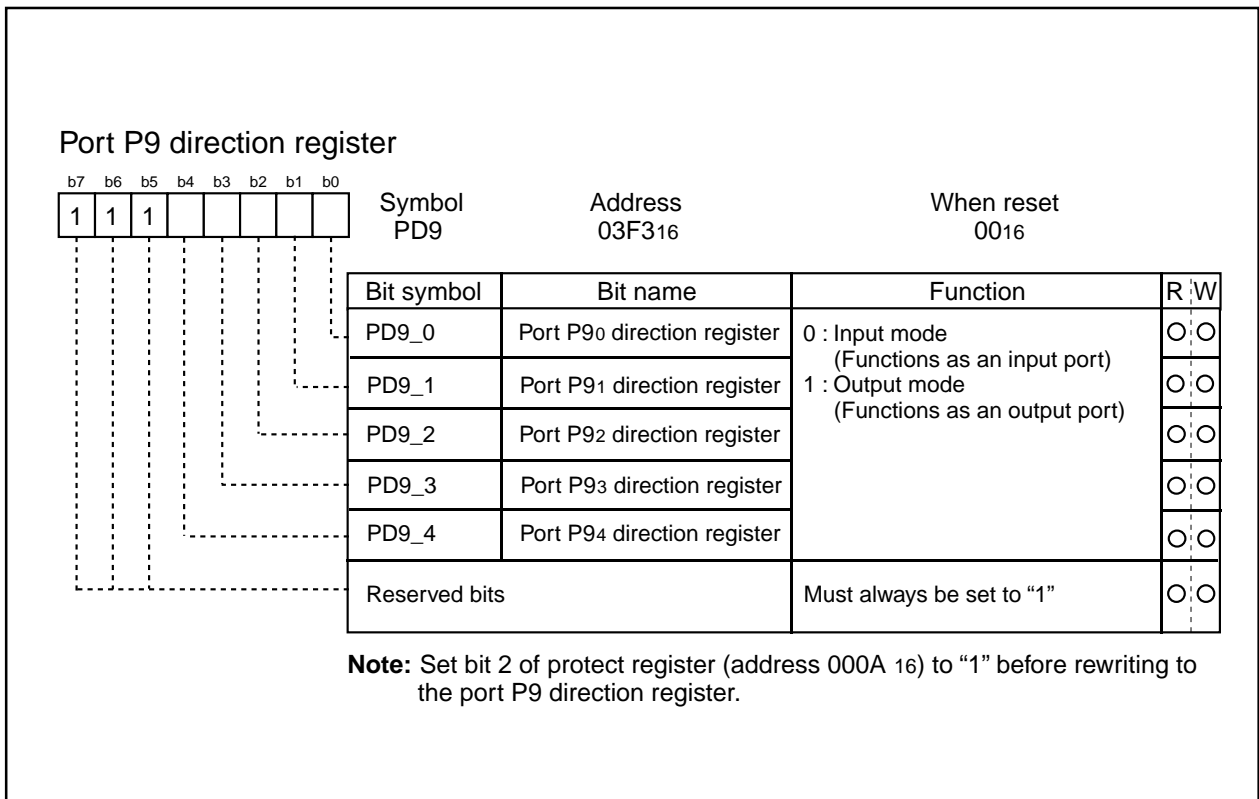 Port P9 direction register
b7 b6 b5 b4 b3 b2 b1 b0
1 1 1
Symbol Address When reset
PD9 03F316 0016
Bit symbol Bit name Function R W
PD9_0 Port P90 direction register 0 : Input mode
(Functions as an input port)
PD9_1 Port P91 direction register 1 : Output mode
(Functions as an output port)
PD9_2 Port P92 direction register
PD9_3 Port P93 direction register
PD9_4 Port P94 direction register
Reserved bits Must always be set to “1”
Note: Set bit 2 of protect register (address 000A 16) to “1” before rewriting to
the port P9 direction register.